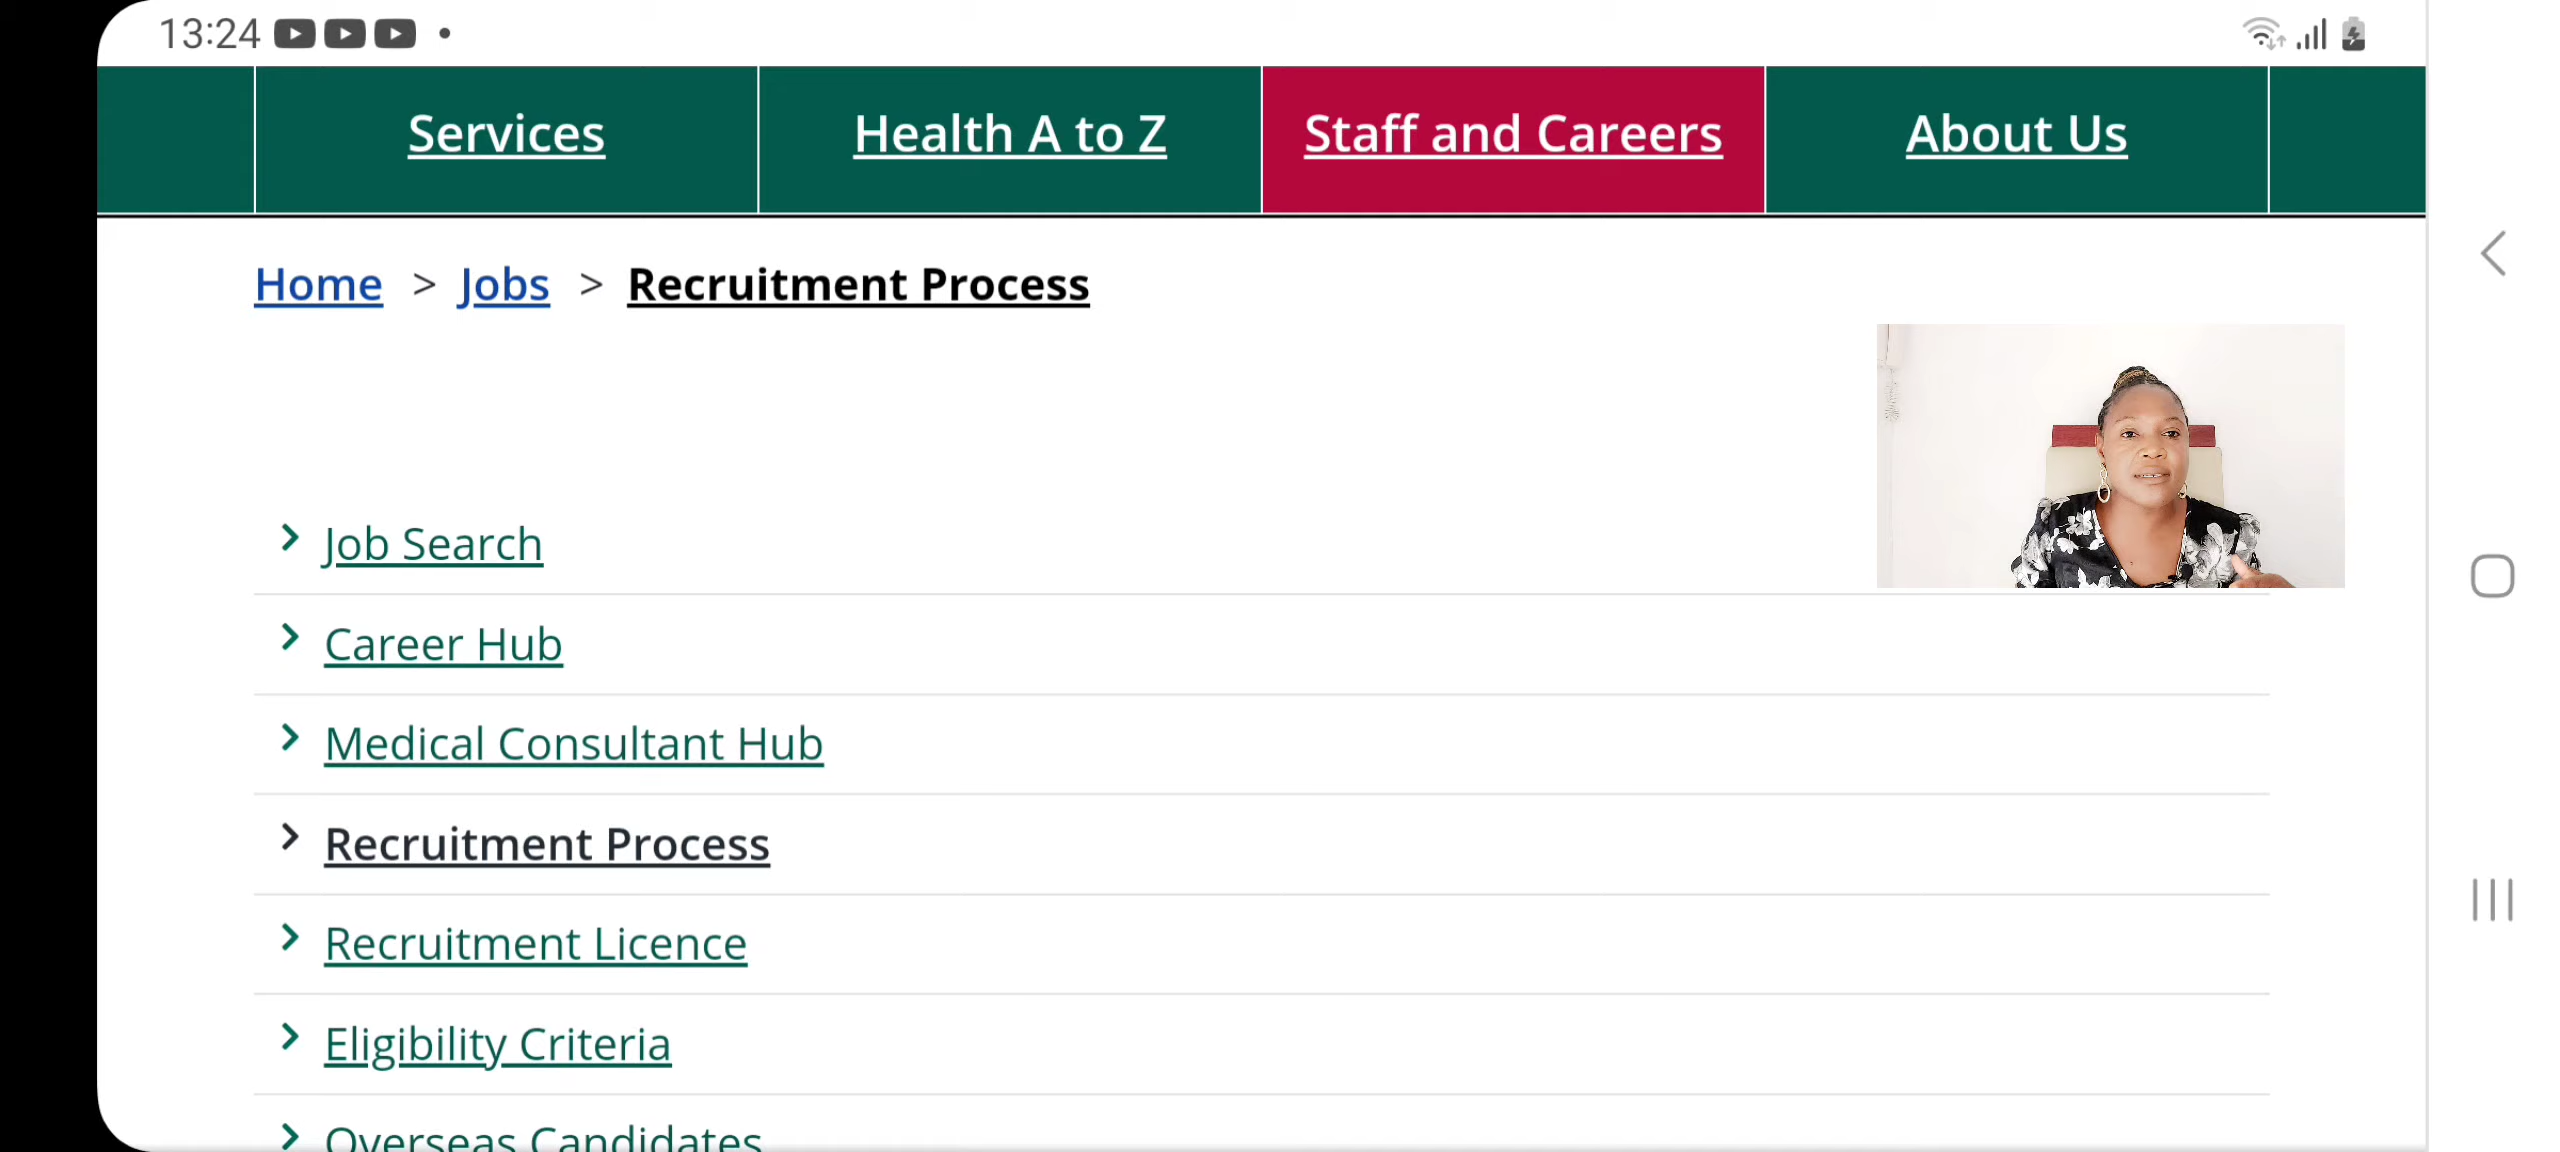 13:24
Services
Health A to Z
Staff and Careers
About Us
Home > Jobs > Recruitment Process
Job Search
Career Hub
Medical Consultant Hub
Recruitment Process
Recruitment Licence
Eligibility Criteria
Overseas Candidates